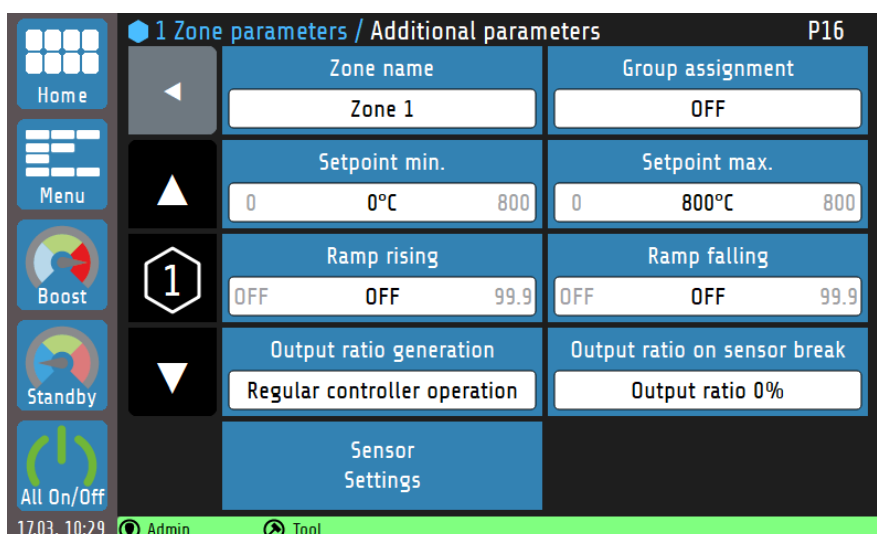 1 Zone parameters / Additional parameters P16
Home
Zone name
Zone 1
Group assignment
OFF
Menu
Setpoint min.
0 0°C 800
Setpoint max.
0 800°C 800
Boost
1
Ramp rising
OFF OFF 99.9
Ramp falling
OFF OFF 99.9
Standby
Output ratio generation
Regular controller operation
Output ratio on sensor break
Output ratio 0%
All On/Off
Sensor
Settings
17.03. 10:29 Admin Tool